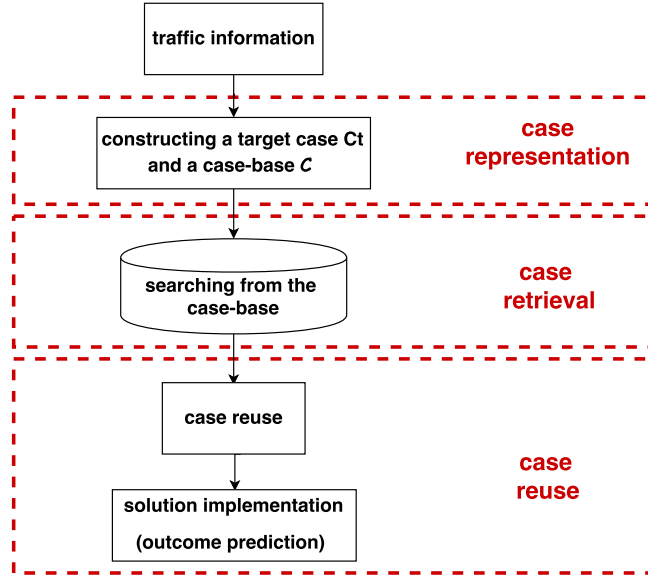 traffic information
constructing a target case Ct
and a case-base C
case
representation
searching from the
case-base
case
retrieval
case reuse
case
reuse
solution implementation
(outcome prediction)